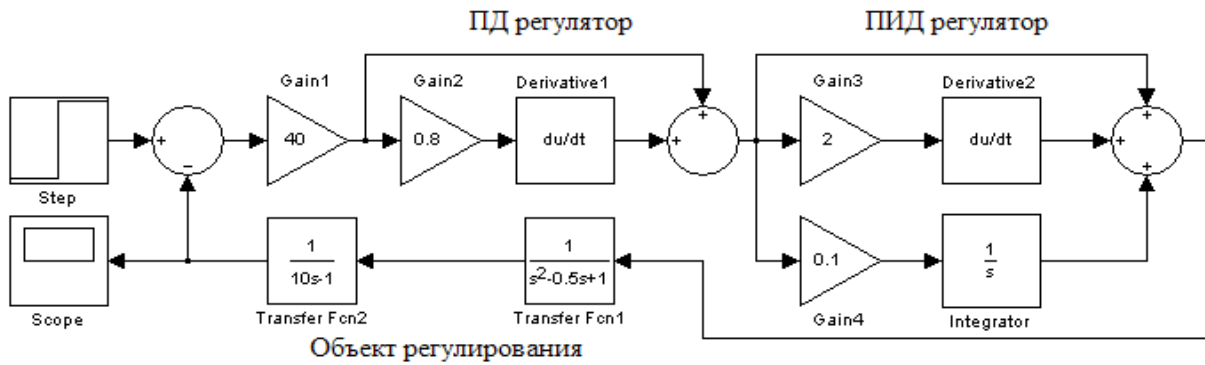 ПД регулятор
ПИД регулятор
Gain1
Gain2
Derivative1
Gain3
Derivative2
40
0.8
du/dt
2
du/dt
+
−
+
+
+
+
+
Step
1
10s-1
1
s²-0.5s+1
0.1
1
s
Scope
Transfer Fcn2
Transfer Fcn1
Gain4
Integrator
Объект регулирования